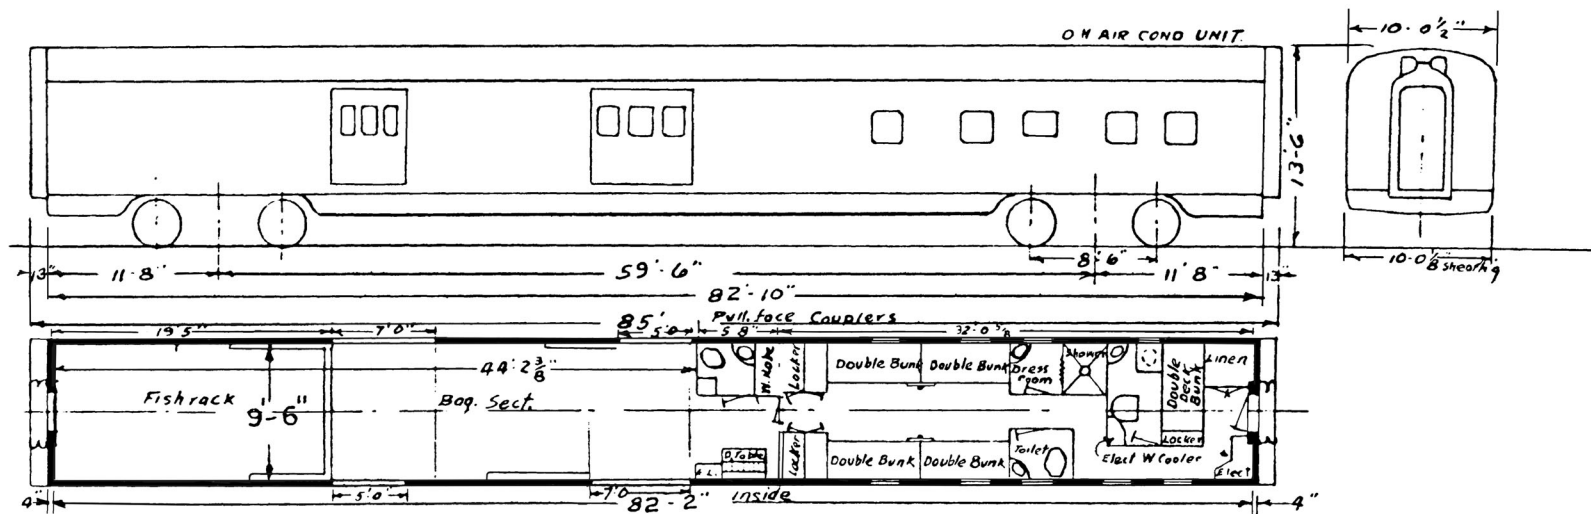 10-0½"
O H AIR COND UNIT.
13'-6"
8'-6"
10-0½"
13"
11-8"
59'-6"
11'8"
13"
82'-10"
85' Pull. face Couplers
19'5"
7'0"
5'0
5'8"
32'-0⅜
44'-2⅜"
W. Robe
Locker
Double Bunk
Double Bunk
Dress room
Shower
Double Deck Bunk
Linen
Fishrack
9'-6"
Bag. Sect.
D. Table
Locker
Double Bunk
Double Bunk
Toilet
Locker
Elect W Cooler
Elect
4"
5'0"
7'0
82'-2" inside
4"